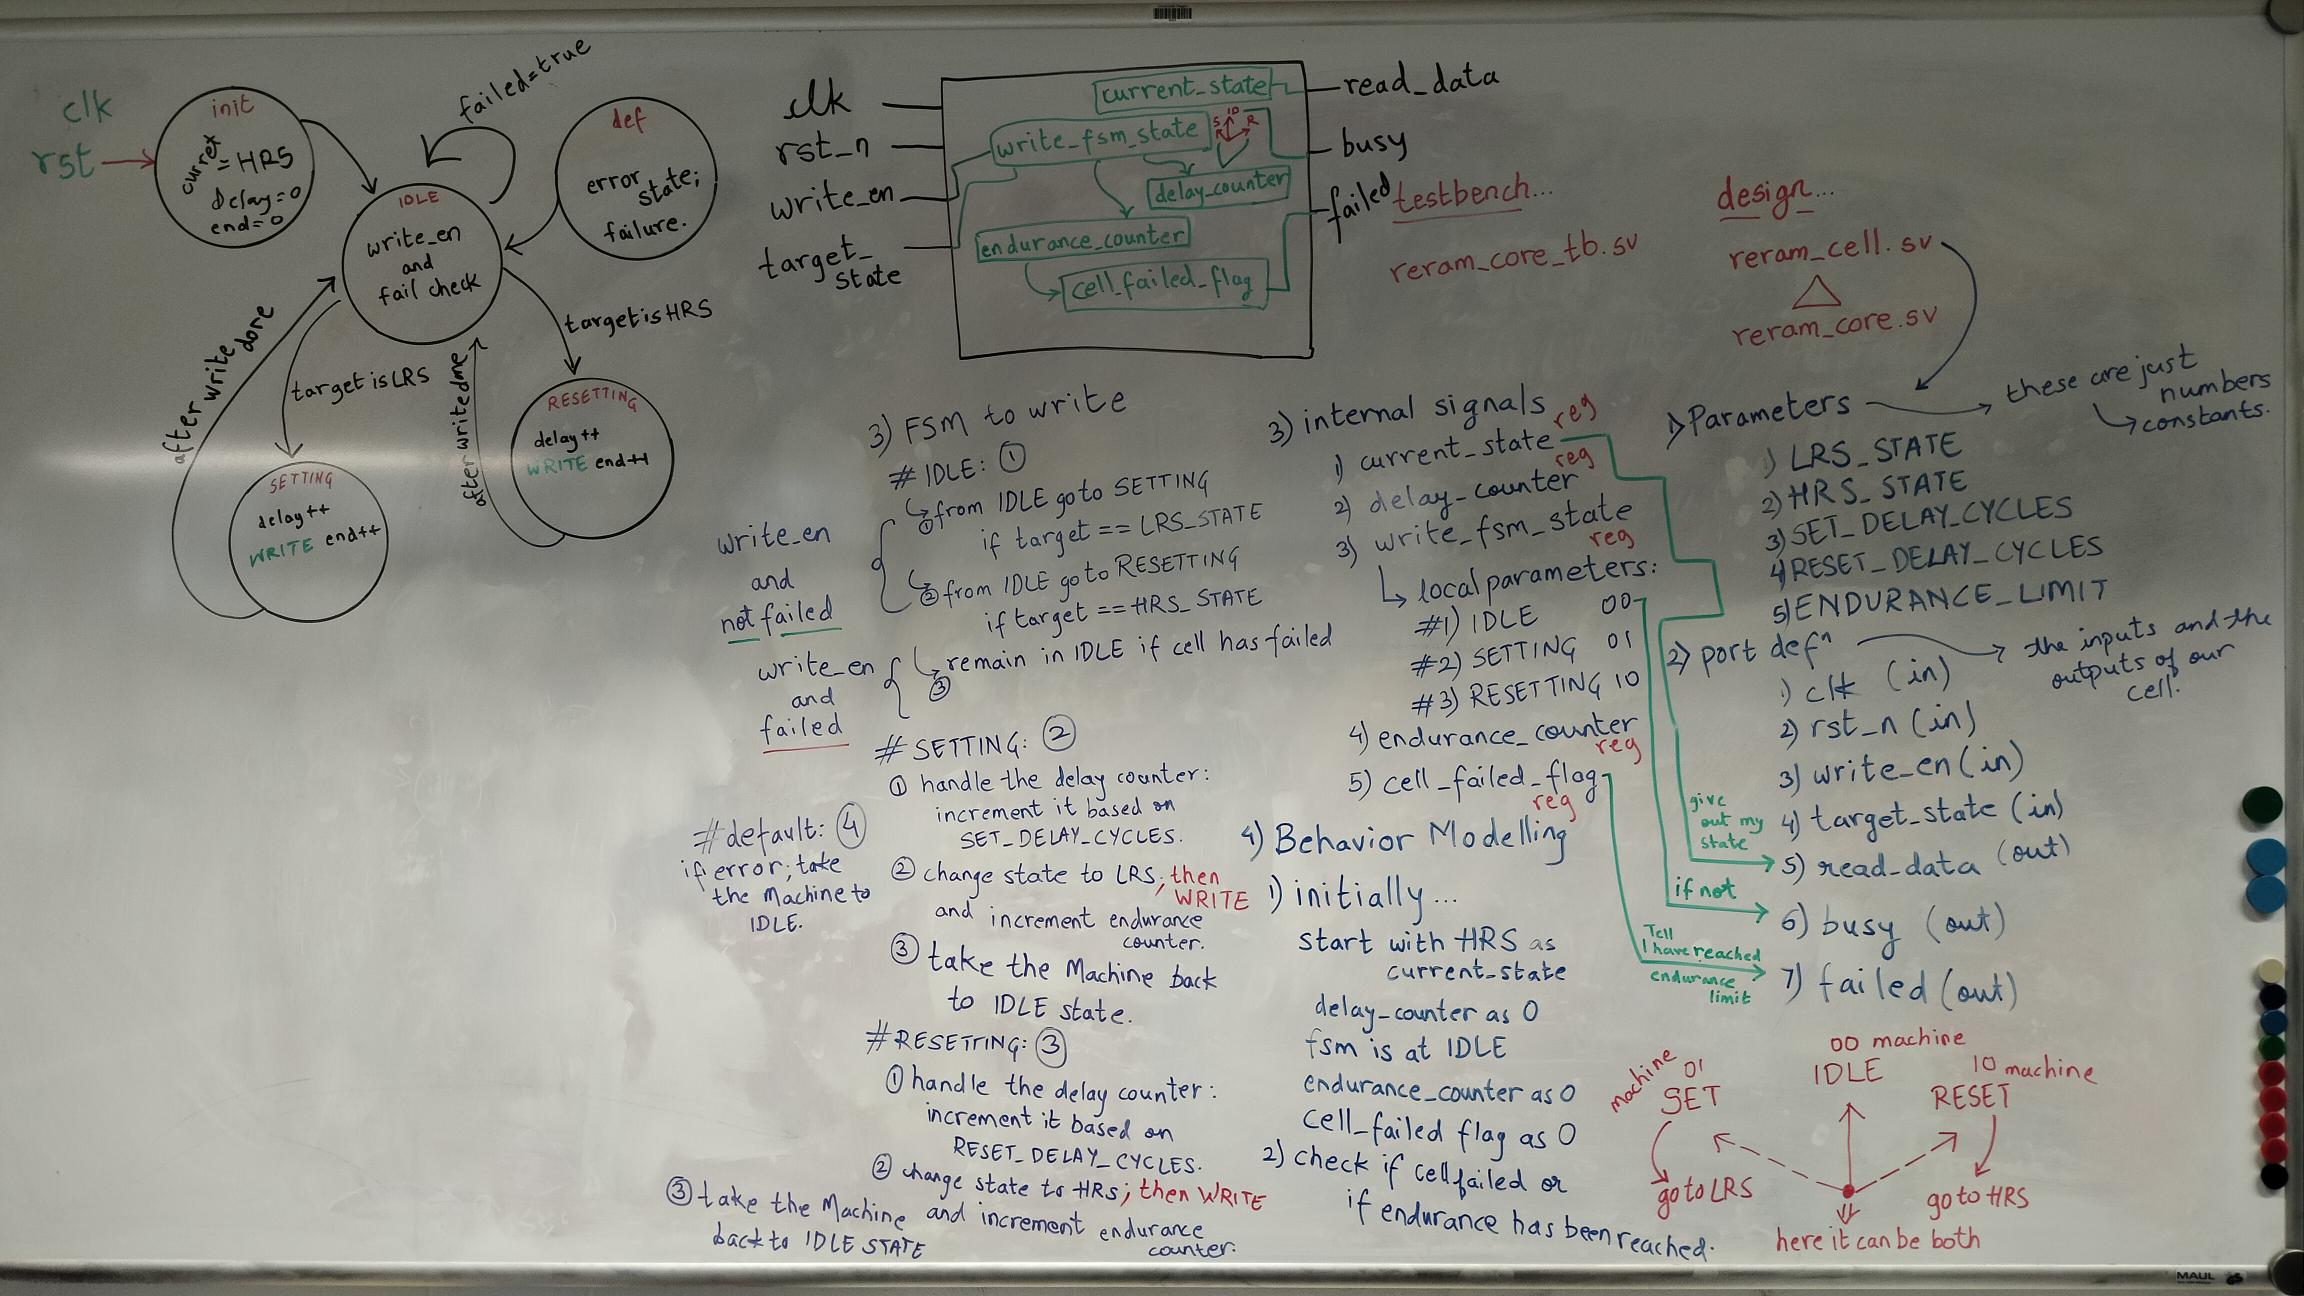 clk
rst
init
curret
= HRS
delay=0
end=0
failed=true
IDLE
write_en
and
fail check
def
error
state;
failure.
target is HRS
target is LRS
after write done
after write done
SETTING
delay++
WRITE end++
RESETTING
delay++
WRITE end++
clk
rst_n
write_en
target_
state
current_state
write_fsm_state
S ID R
R
delay_counter
endurance_counter
cell_failed_flag
read_data
busy
failed
testbench...
reram_core_tb.sv
design...
reram_cell.sv
reram_core.sv
3) FSM to write
# IDLE: ①
① from IDLE go to SETTING
if target == LRS_STATE
② from IDLE go to RESETTING
if target == HRS_STATE
write_en
and
not failed
③ remain in IDLE if cell has failed
write_en
and
failed
# SETTING: ②
① handle the delay counter:
increment it based on
SET_DELAY_CYCLES.
② change state to LRS; then
WRITE
and increment endurance
counter.
③ take the Machine back
to IDLE state.
# default: ④
if error; take
the Machine to
IDLE.
# RESETTING: ③
① handle the delay counter:
increment it based on
RESET_DELAY_CYCLES.
② change state to HRS; then WRITE
and increment endurance
counter.
③ take the Machine
back to IDLE STATE
3) internal signals
1) current_state reg
2) delay_counter reg
3) write_fsm_state
reg
local parameters:
#1) IDLE 00
#2) SETTING 01
#3) RESETTING 10
4) endurance_counter
reg
5) cell_failed_flag
reg
4) Behavior Modelling
1) initially...
start with HRS as
current_state
delay_counter as 0
fsm is at IDLE
endurance_counter as 0
cell_failed flag as 0
2) check if cell failed or
if endurance has been reached.
1) Parameters
these are just
numbers
constants.
1) LRS_STATE
2) HRS_STATE
3) SET_DELAY_CYCLES
4) RESET_DELAY_CYCLES
5) ENDURANCE_LIMIT
2) port defⁿ
the inputs and the
outputs of our
cell.
1) clk (in)
2) rst_n (in)
3) write_en (in)
4) target_state (in)
5) read_data (out)
6) busy (out)
7) failed (out)
give
out my
state
if not
Tell
I have reached
endurance
limit
00 machine
IDLE
machine 01
SET
10 machine
RESET
go to LRS
go to HRS
here it can be both
MAUL